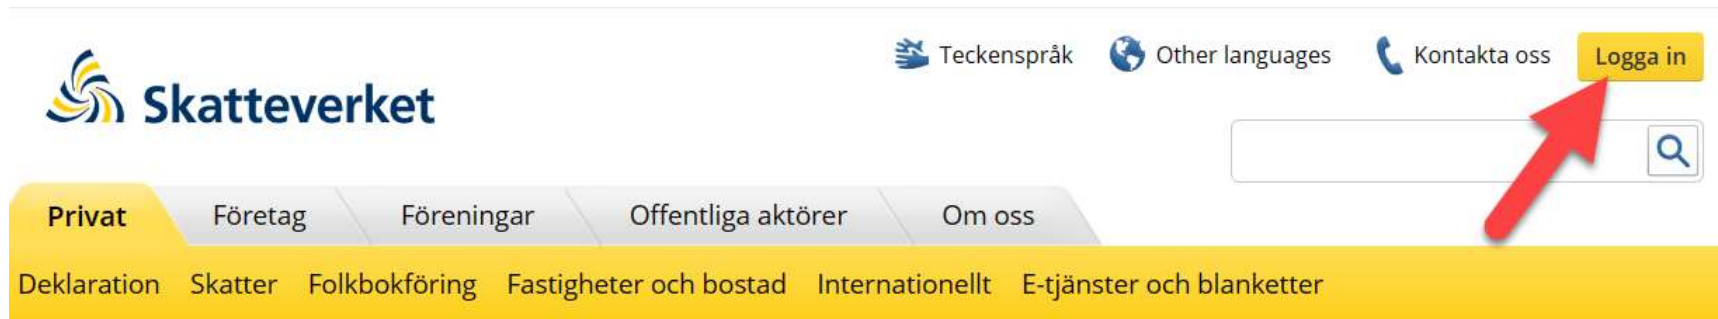 Teckenspråk Other languages Kontakta oss Logga in
Skatteverket
Privat Företag Föreningar Offentliga aktörer Om oss
Deklaration Skatter Folkbokföring Fastigheter och bostad Internationellt E-tjänster och blanketter